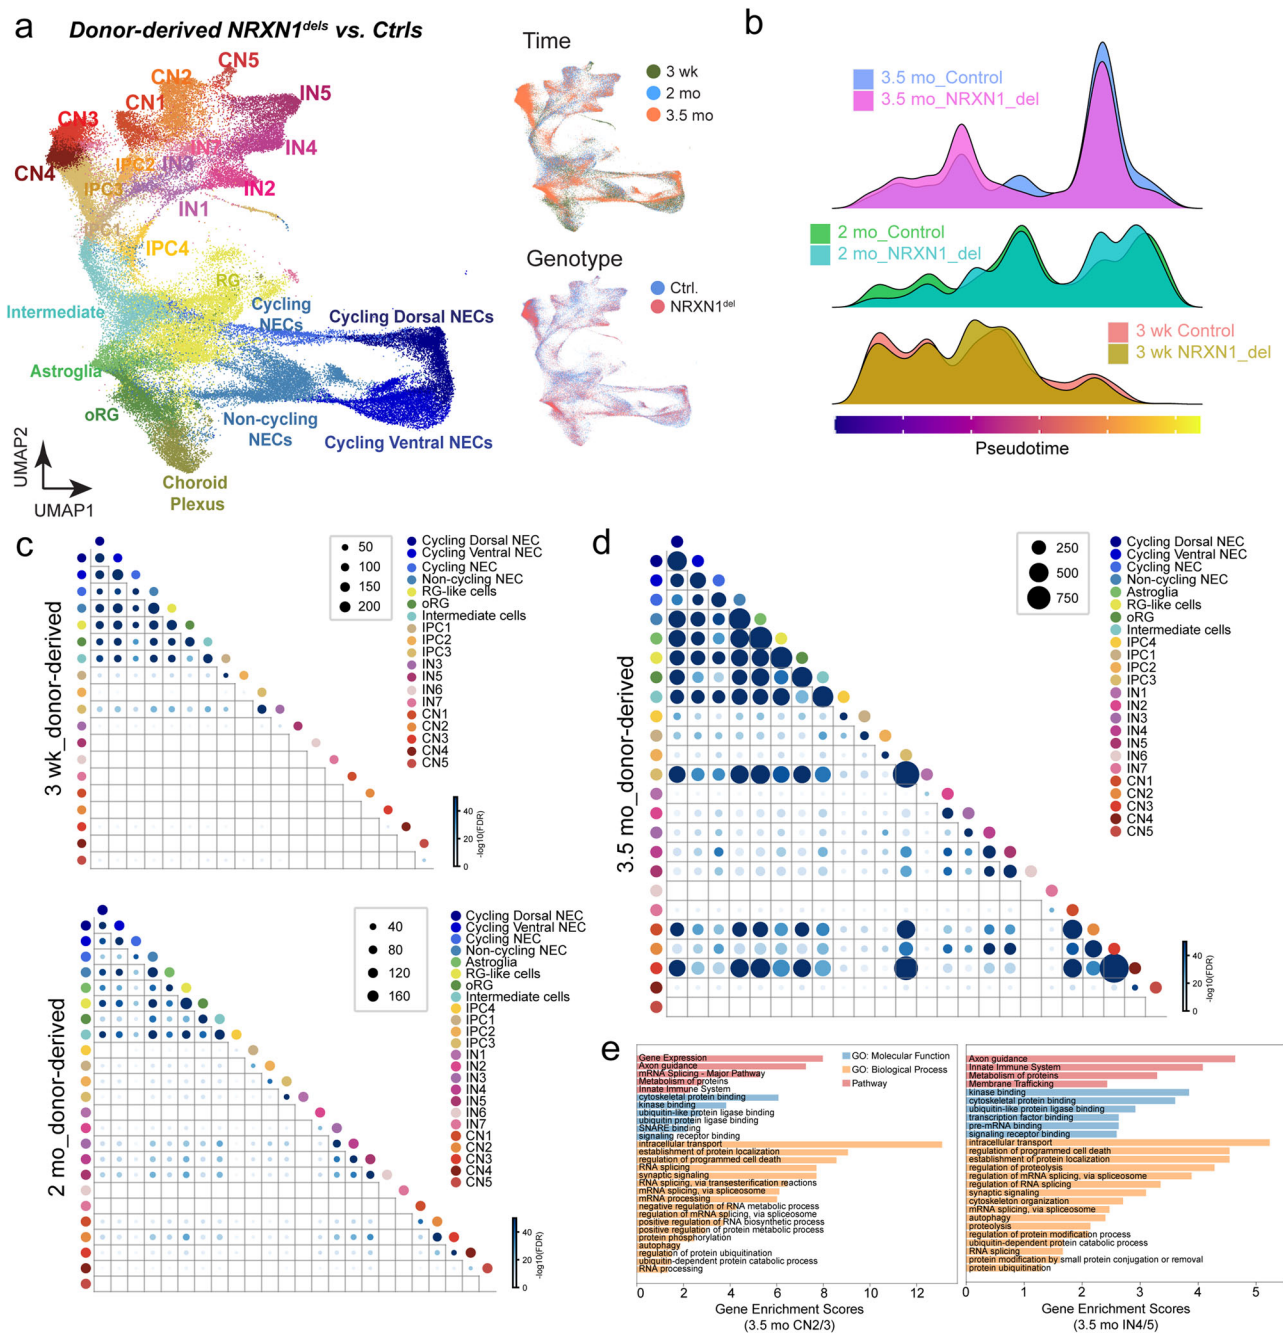 a
Donor-derived NRXN1dels vs. Ctrls
CN5
CN2
CN1
IN5
CN3
IN7
IN4
CN4
IPC2
IN3
IPC3
IN2
IN1
IPC1
IPC4
RG
Intermediate
Cycling
NECs
Cycling Dorsal NECs
Astroglia
oRG
Non-cycling
NECs
Cycling Ventral NECs
Choroid
Plexus
UMAP2
UMAP1
Time
3 wk
2 mo
3.5 mo
Genotype
Ctrl.
NRXN1del
b
3.5 mo_Control
3.5 mo_NRXN1_del
2 mo_Control
2 mo_NRXN1_del
3 wk Control
3 wk NRXN1_del
Pseudotime
c
3 wk_donor-derived
50
100
150
200
Cycling Dorsal NEC
Cycling Ventral NEC
Cycling NEC
Non-cycling NEC
RG-like cells
oRG
Intermediate cells
IPC1
IPC2
IPC3
IN3
IN5
IN6
IN7
CN1
CN2
CN3
CN4
CN5
40
20
0
-log10(FDR)
2 mo_donor-derived
40
80
120
160
Cycling Dorsal NEC
Cycling Ventral NEC
Cycling NEC
Non-cycling NEC
Astroglia
RG-like cells
oRG
Intermediate cells
IPC4
IPC1
IPC2
IPC3
IN1
IN2
IN3
IN4
IN5
IN6
IN7
CN1
CN2
CN3
CN4
CN5
40
20
0
-log10(FDR)
d
3.5 mo_donor-derived
250
500
750
Cycling Dorsal NEC
Cycling Ventral NEC
Cycling NEC
Non-cycling NEC
Astroglia
RG-like cells
oRG
Intermediate cells
IPC4
IPC1
IPC2
IPC3
IN1
IN2
IN3
IN4
IN5
IN6
IN7
CN1
CN2
CN3
CN4
CN5
40
20
0
-log10(FDR)
e
GO: Molecular Function
GO: Biological Process
Pathway
Gene Expression
Axon guidance
mRNA Splicing - Major Pathway
Metabolism of proteins
Innate Immune System
cytoskeletal protein binding
kinase binding
ubiquitin-like protein ligase binding
ubiquitin protein ligase binding
SNARE binding
signaling receptor binding
intracellular transport
establishment of protein localization
regulation of programmed cell death
RNA splicing
synaptic signaling
RNA splicing, via transesterification reactions
mRNA splicing, via spliceosome
mRNA processing
negative regulation of RNA metabolic process
regulation of mRNA splicing, via spliceosome
positive regulation of RNA biosynthetic process
positive regulation of protein metabolic process
protein phosphorylation
autophagy
regulation of protein ubiquitination
ubiquitin-dependent protein catabolic process
RNA processing
0 2 4 6 8 10 12
Gene Enrichment Scores
(3.5 mo CN2/3)
Axon guidance
Innate Immune System
Metabolism of proteins
Membrane Trafficking
kinase binding
cytoskeletal protein binding
ubiquitin-like protein ligase binding
transcription factor binding
pre-mRNA binding
signaling receptor binding
intracellular transport
regulation of programmed cell death
establishment of protein localization
regulation of proteolysis
regulation of mRNA splicing, via spliceosome
regulation of RNA splicing
synaptic signaling
cytoskeleton organization
mRNA splicing, via spliceosome
autophagy
proteolysis
regulation of protein modification process
ubiquitin-dependent protein catabolic process
RNA splicing
protein modification by small protein conjugation or removal
protein ubiquitination
0 1 2 3 4 5
Gene Enrichment Scores
(3.5 mo IN4/5)